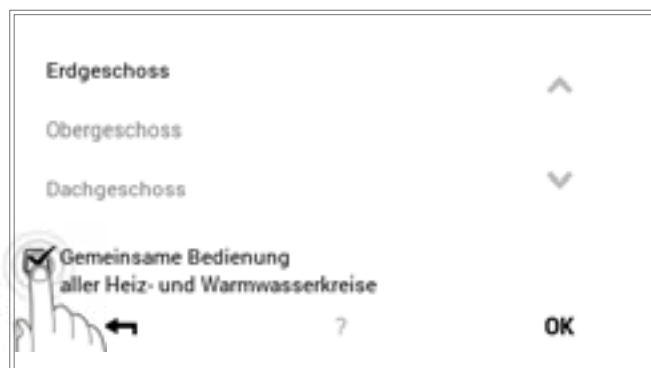 Erdgeschoss
Obergeschoss
Dachgeschoss
Gemeinsame Bedienung
aller Heiz- und Warmwasserkreise
? OK